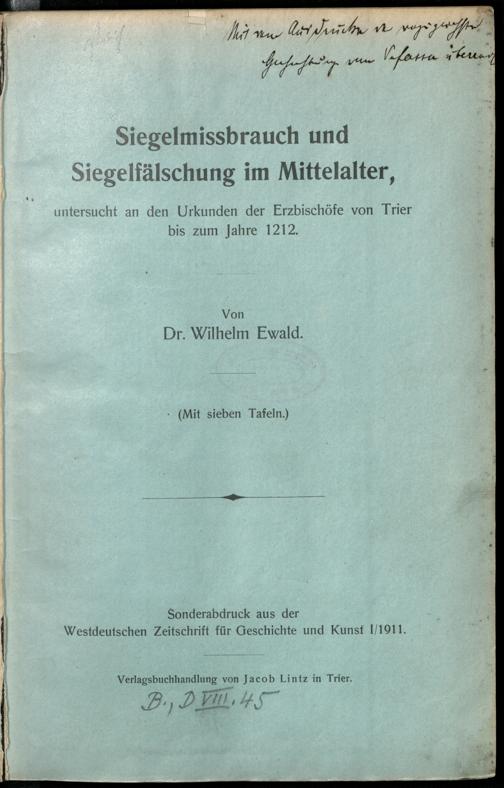 Mit dem Ausdrucke der vorzüglichsten
Hochachtung vom Verfasser überreicht
Siegelmissbrauch und
Siegelfälschung im Mittelalter,
untersucht an den Urkunden der Erzbischöfe von Trier
bis zum Jahre 1212.
Von
Dr. Wilhelm Ewald.
(Mit sieben Tafeln.)
Sonderabdruck aus der
Westdeutschen Zeitschrift für Geschichte und Kunst I/1911.
Verlagsbuchhandlung von Jacob Lintz in Trier.
B., D VIII. 45